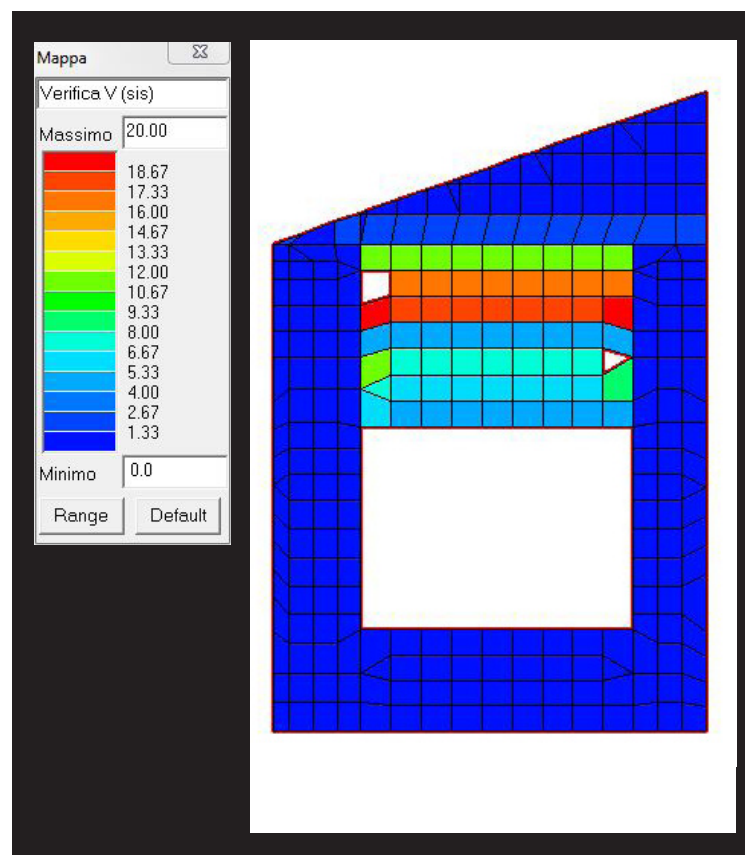 Mappa
Verifica V (sis)
Massimo 20.00
18.67
17.33
16.00
14.67
13.33
12.00
10.67
9.33
8.00
6.67
5.33
4.00
2.67
1.33
Minimo 0.0
Range Default